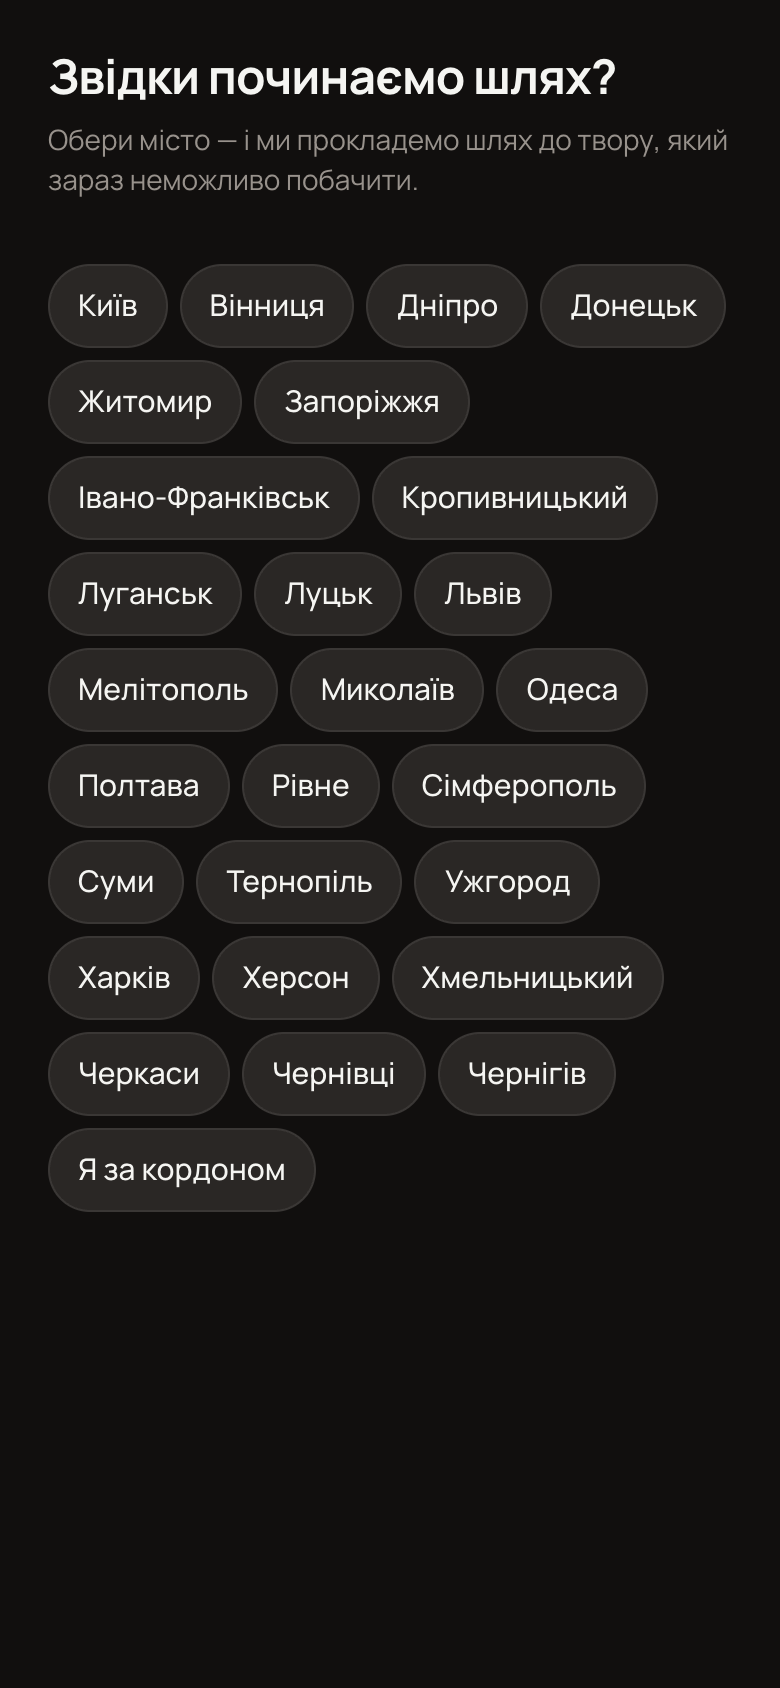 Звідки починаємо шлях?
Обери місто — і ми прокладемо шлях до твору, який
зараз неможливо побачити.
Київ Вінниця Дніпро Донецьк
Житомир Запоріжжя
Івано-Франківськ Кропивницький
Луганськ Луцьк Львів
Мелітополь Миколаїв Одеса
Полтава Рівне Сімферополь
Суми Тернопіль Ужгород
Харків Херсон Хмельницький
Черкаси Чернівці Чернігів
Я за кордоном